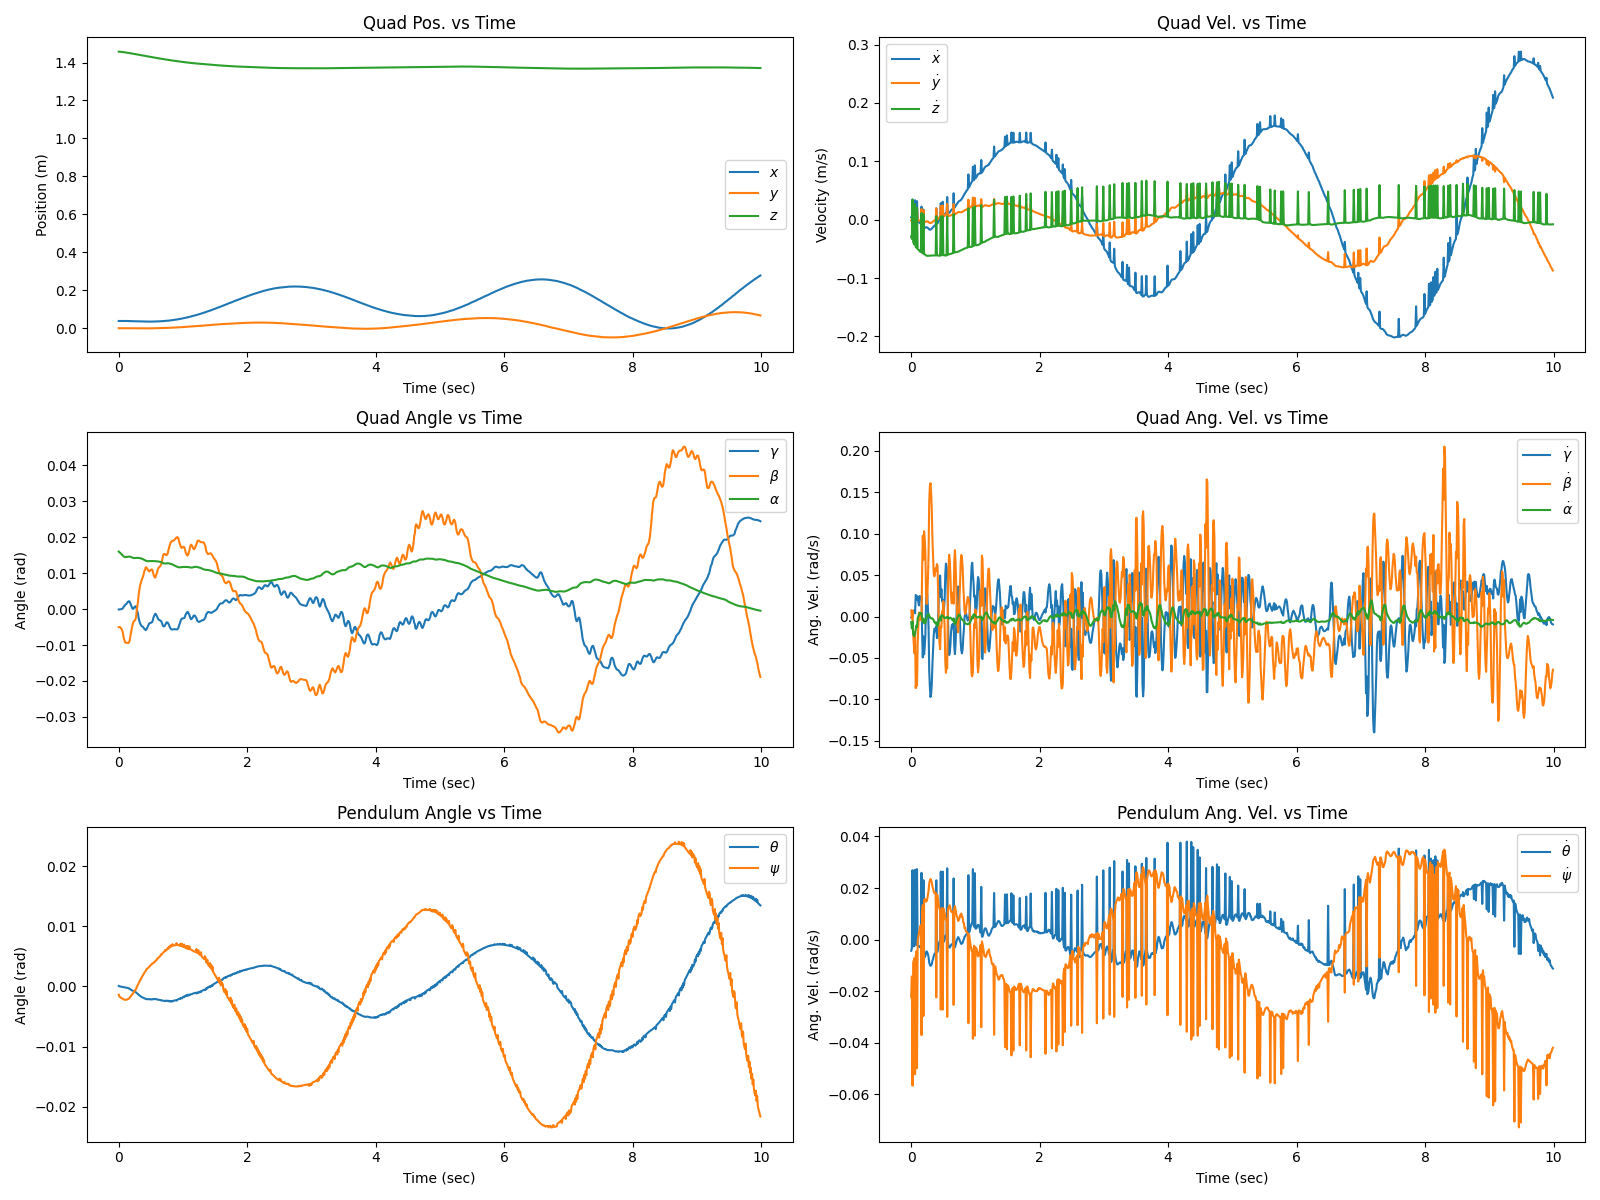 Quad Pos. vs Time
1.4
1.2
1.0
0.8
0.6
0.4
0.2
0.0
Position (m)
x
y
z
0 2 4 6 8 10
Time (sec)
Quad Vel. vs Time
0.3
0.2
0.1
0.0
−0.1
−0.2
Velocity (m/s)
ẋ
ẏ
ż
0 2 4 6 8 10
Time (sec)
Quad Angle vs Time
0.04
0.03
0.02
0.01
0.00
−0.01
−0.02
−0.03
Angle (rad)
γ
β
α
0 2 4 6 8 10
Time (sec)
Quad Ang. Vel. vs Time
0.20
0.15
0.10
0.05
0.00
−0.05
−0.10
−0.15
Ang. Vel. (rad/s)
γ̇
β̇
α̇
0 2 4 6 8 10
Time (sec)
Pendulum Angle vs Time
0.02
0.01
0.00
−0.01
−0.02
Angle (rad)
θ
ψ
0 2 4 6 8 10
Time (sec)
Pendulum Ang. Vel. vs Time
0.04
0.02
0.00
−0.02
−0.04
−0.06
Ang. Vel. (rad/s)
θ̇
ψ̇
0 2 4 6 8 10
Time (sec)